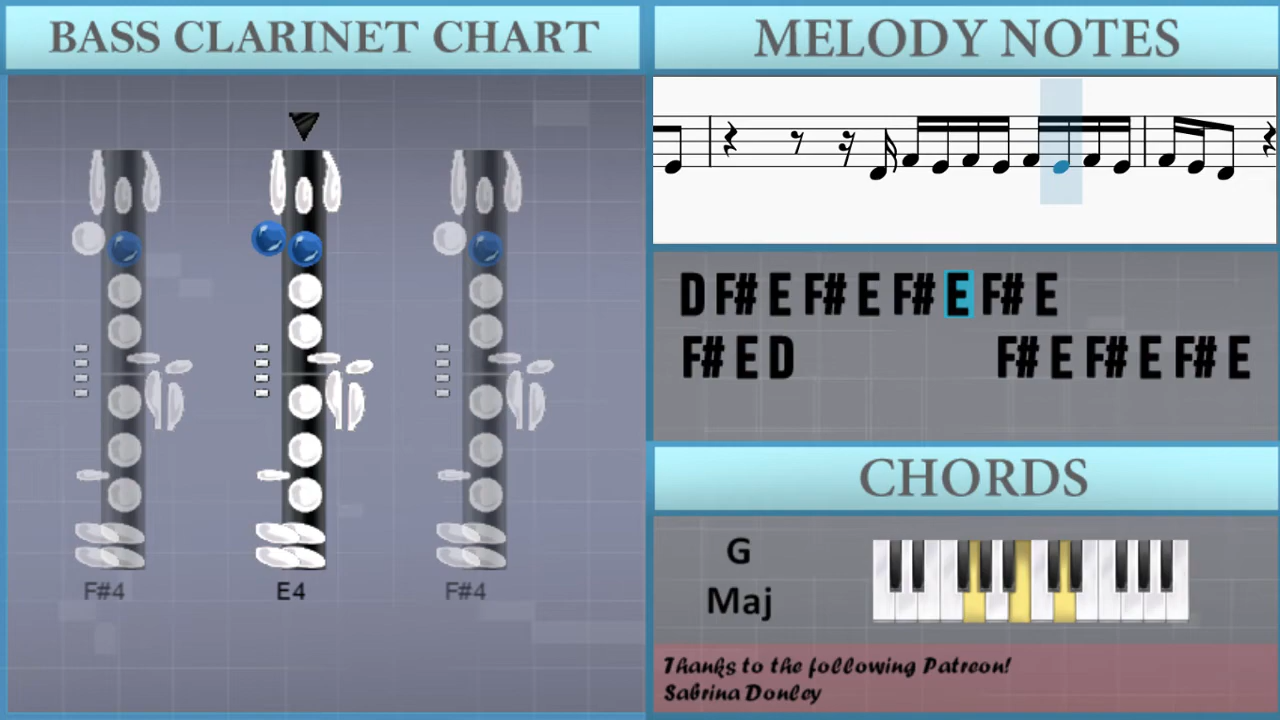 BASS CLARINET CHART
F#4
E4
F#4
MELODY NOTES
D F# E F# E F# E F# E
F# E D F# E F# E F# E
CHORDS
G
Maj
Thanks to the following Patreon!
Sabrina Donley